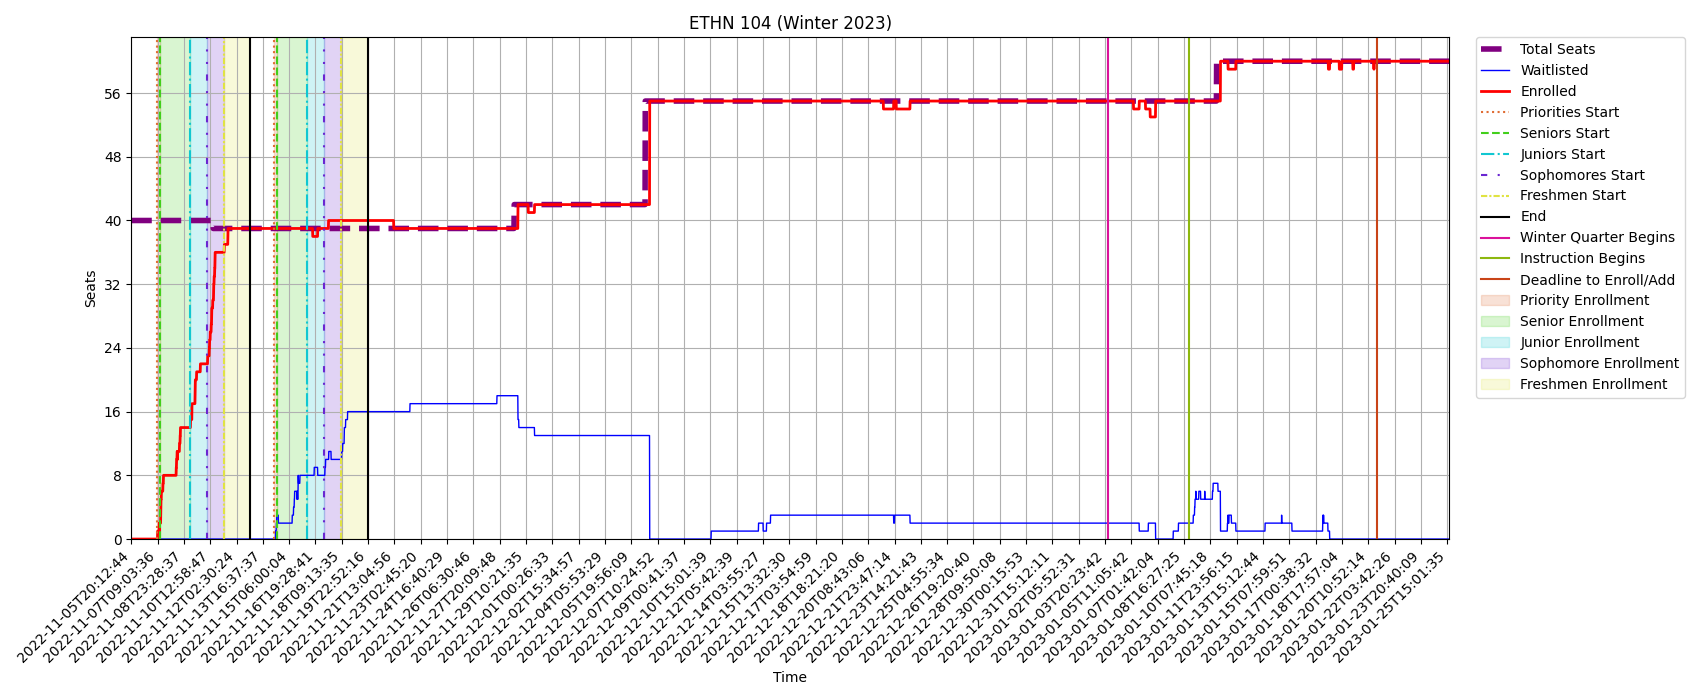 ETHN 104 (Winter 2023)
Seats
56
48
40
32
24
16
8
0
2022-11-05T20:12:44
2022-11-07T09:03:36
2022-11-08T23:28:37
2022-11-10T12:58:47
2022-11-12T02:30:24
2022-11-13T16:37:37
2022-11-15T06:00:04
2022-11-16T19:28:41
2022-11-18T09:13:35
2022-11-19T22:52:16
2022-11-21T13:04:56
2022-11-23T02:45:20
2022-11-24T16:40:29
2022-11-26T06:30:46
2022-11-27T20:09:48
2022-11-29T10:21:35
2022-12-01T00:26:33
2022-12-02T15:34:57
2022-12-04T05:53:29
2022-12-05T19:56:09
2022-12-07T10:24:52
2022-12-09T00:41:37
2022-12-10T15:01:39
2022-12-12T05:42:39
2022-12-14T03:55:27
2022-12-15T13:32:30
2022-12-17T03:54:59
2022-12-18T18:21:20
2022-12-20T08:43:06
2022-12-21T23:47:14
2022-12-23T14:21:43
2022-12-25T04:55:34
2022-12-26T19:20:40
2022-12-28T09:50:08
2022-12-30T00:15:53
2022-12-31T15:12:11
2023-01-02T05:52:31
2023-01-03T20:23:42
2023-01-05T11:05:42
2023-01-07T01:42:04
2023-01-08T16:27:25
2023-01-10T07:45:18
2023-01-11T23:56:15
2023-01-13T15:12:44
2023-01-15T07:59:51
2023-01-17T00:38:32
2023-01-18T17:57:04
2023-01-20T10:52:14
2023-01-22T03:42:26
2023-01-23T20:40:09
2023-01-25T15:01:35
Time
Total Seats
Waitlisted
Enrolled
Priorities Start
Seniors Start
Juniors Start
Sophomores Start
Freshmen Start
End
Winter Quarter Begins
Instruction Begins
Deadline to Enroll/Add
Priority Enrollment
Senior Enrollment
Junior Enrollment
Sophomore Enrollment
Freshmen Enrollment